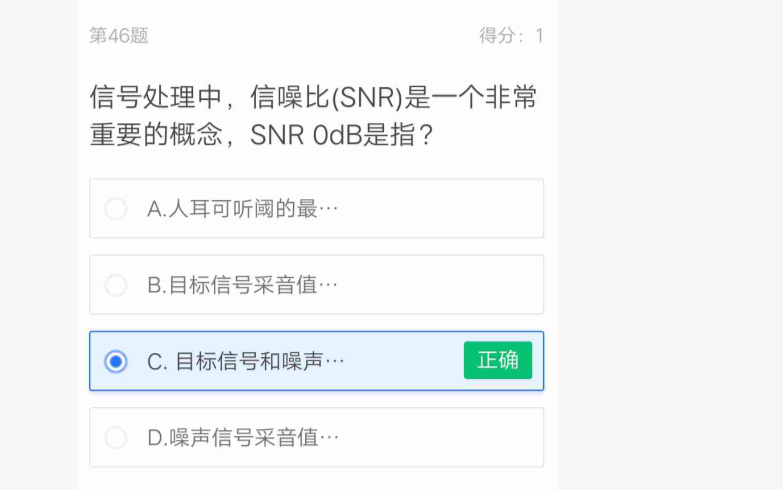 第46题
得分：1
信号处理中，信噪比(SNR)是一个非常
重要的概念，SNR 0dB是指？
A.人耳可听阈的最…
B.目标信号采音值…
C. 目标信号和噪声…
正确
D.噪声信号采音值…